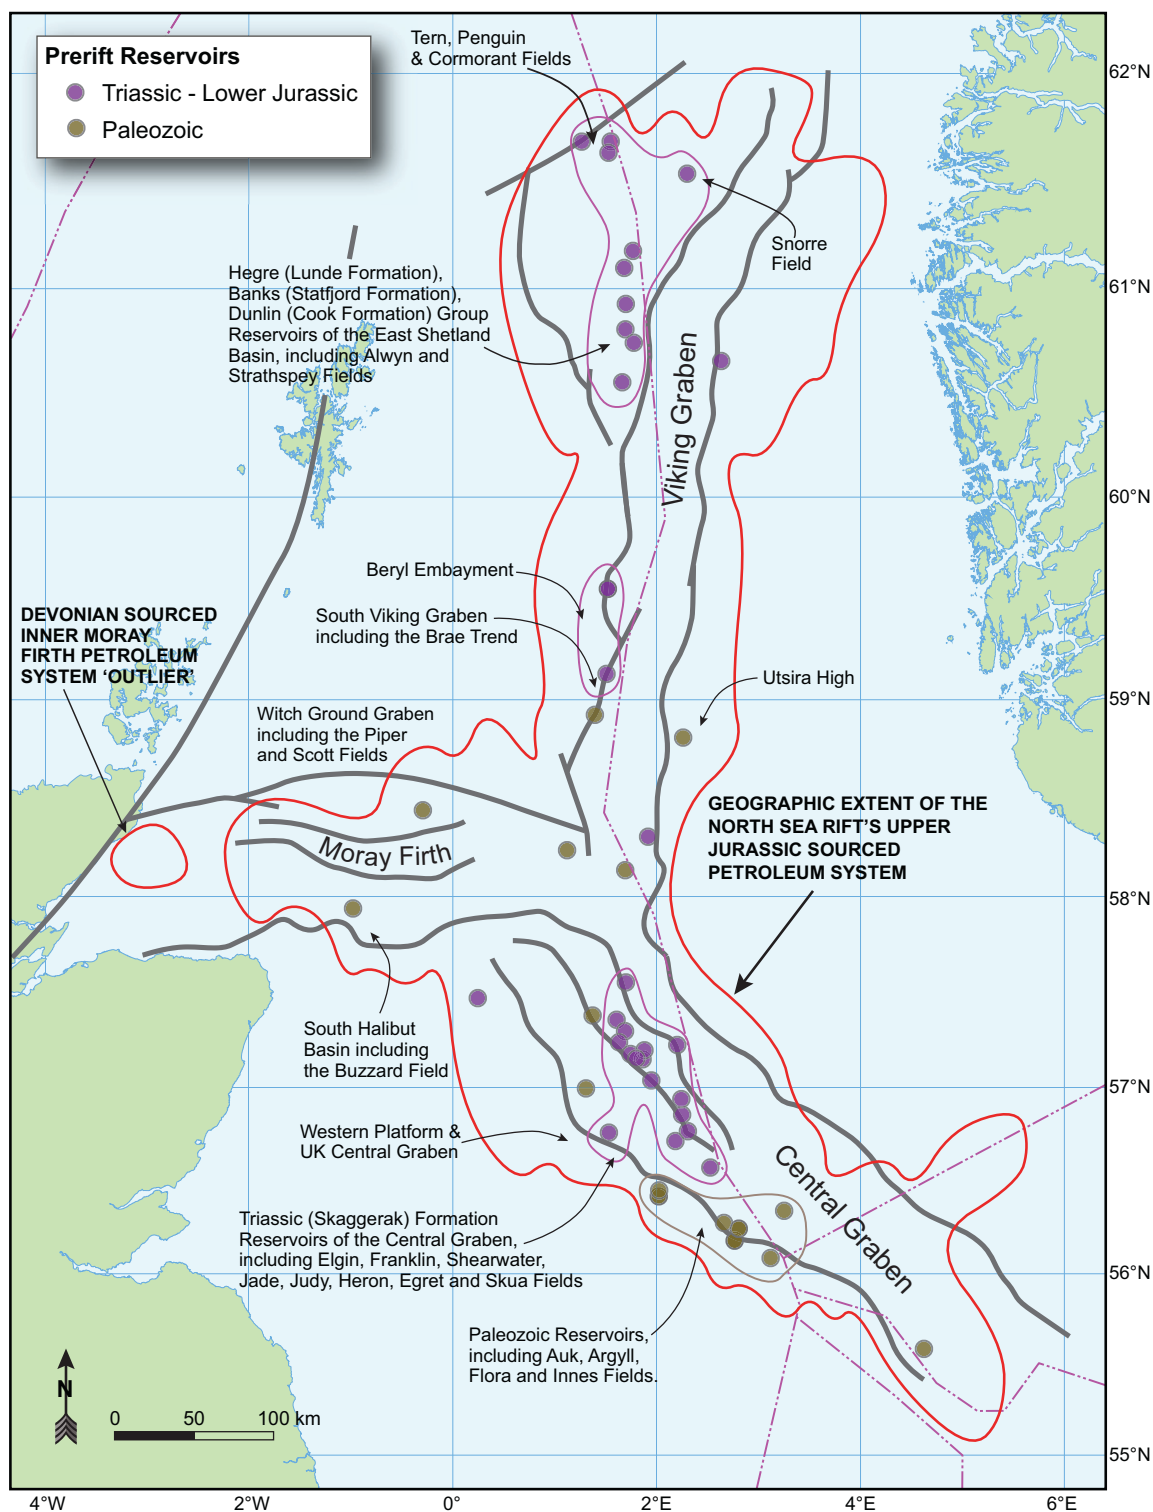 Prerift Reservoirs
Triassic - Lower Jurassic
Paleozoic
Tern, Penguin
& Cormorant Fields
62°N
Snorre
Field
Hegre (Lunde Formation),
Banks (Statfjord Formation),
Dunlin (Cook Formation) Group
Reservoirs of the East Shetland
Basin, including Alwyn and
Strathspey Fields
61°N
Viking Graben
60°N
Beryl Embayment
South Viking Graben
including the Brae Trend
DEVONIAN SOURCED
INNER MORAY
FIRTH PETROLEUM
SYSTEM ‘OUTLIER’
Utsira High
59°N
Witch Ground Graben
including the Piper
and Scott Fields
GEOGRAPHIC EXTENT OF THE
NORTH SEA RIFT'S UPPER
JURASSIC SOURCED
PETROLEUM SYSTEM
Moray Firth
58°N
South Halibut
Basin including
the Buzzard Field
57°N
Western Platform &
UK Central Graben
Central Graben
Triassic (Skaggerak) Formation
Reservoirs of the Central Graben,
including Elgin, Franklin, Shearwater,
Jade, Judy, Heron, Egret and Skua Fields
56°N
Paleozoic Reservoirs,
including Auk, Argyll,
Flora and Innes Fields.
N
0 50 100 km
55°N
4°W 2°W 0° 2°E 4°E 6°E